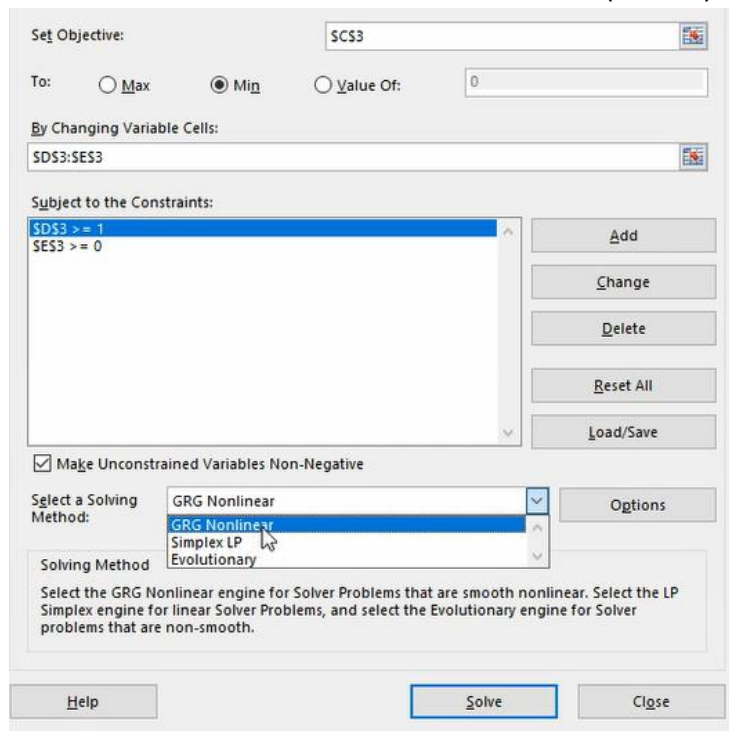 Set Objective: $C$3
To: Max Min Value Of: 0
By Changing Variable Cells:
$D$3:$E$3
Subject to the Constraints:
$D$3 >= 1
$E$3 >= 0
Add
Change
Delete
Reset All
Load/Save
Make Unconstrained Variables Non-Negative
Select a Solving Method: GRG Nonlinear Options
GRG Nonlinear
Simplex LP
Evolutionary
Solving Method
Select the GRG Nonlinear engine for Solver Problems that are smooth nonlinear. Select the LP
Simplex engine for linear Solver Problems, and select the Evolutionary engine for Solver
problems that are non-smooth.
Help Solve Close